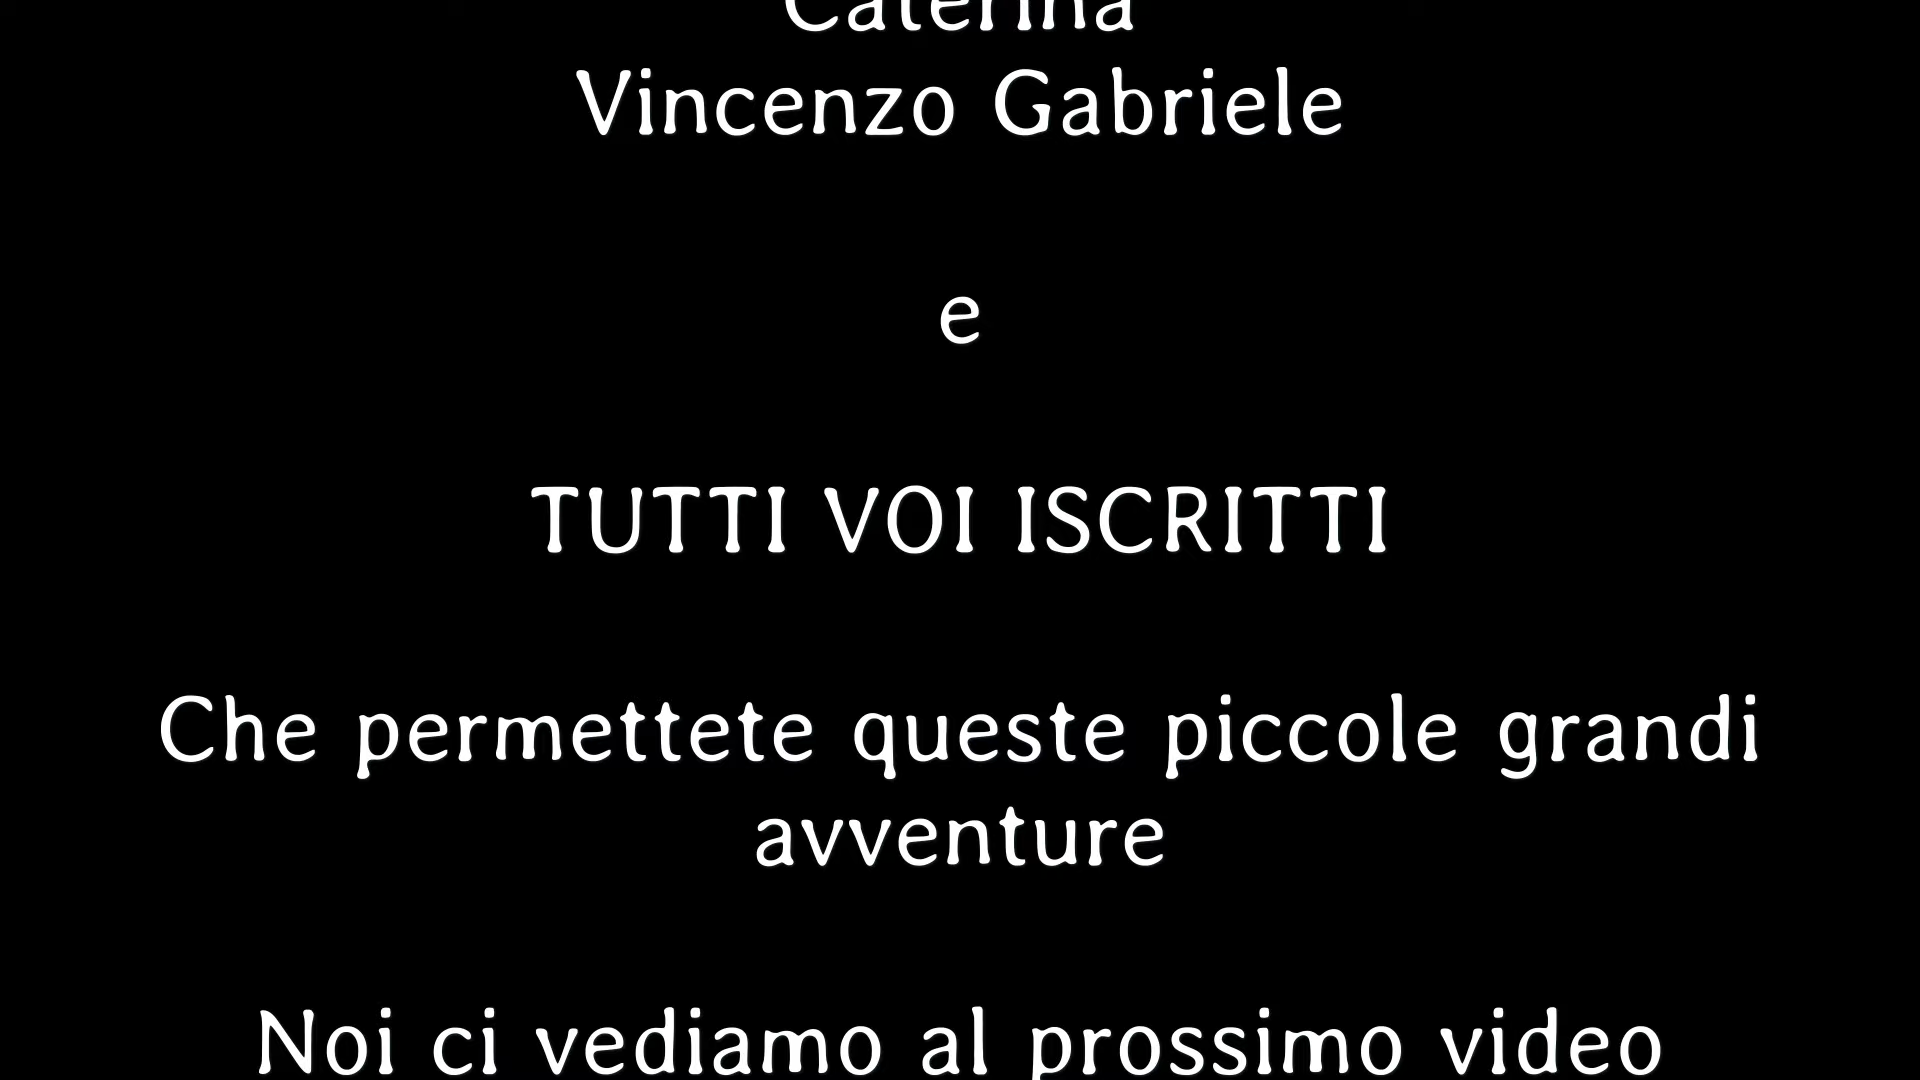 Caterina
Vincenzo Gabriele
e
TUTTI VOI ISCRITTI
Che permettete queste piccole grandi
avventure
Noi ci vediamo al prossimo video